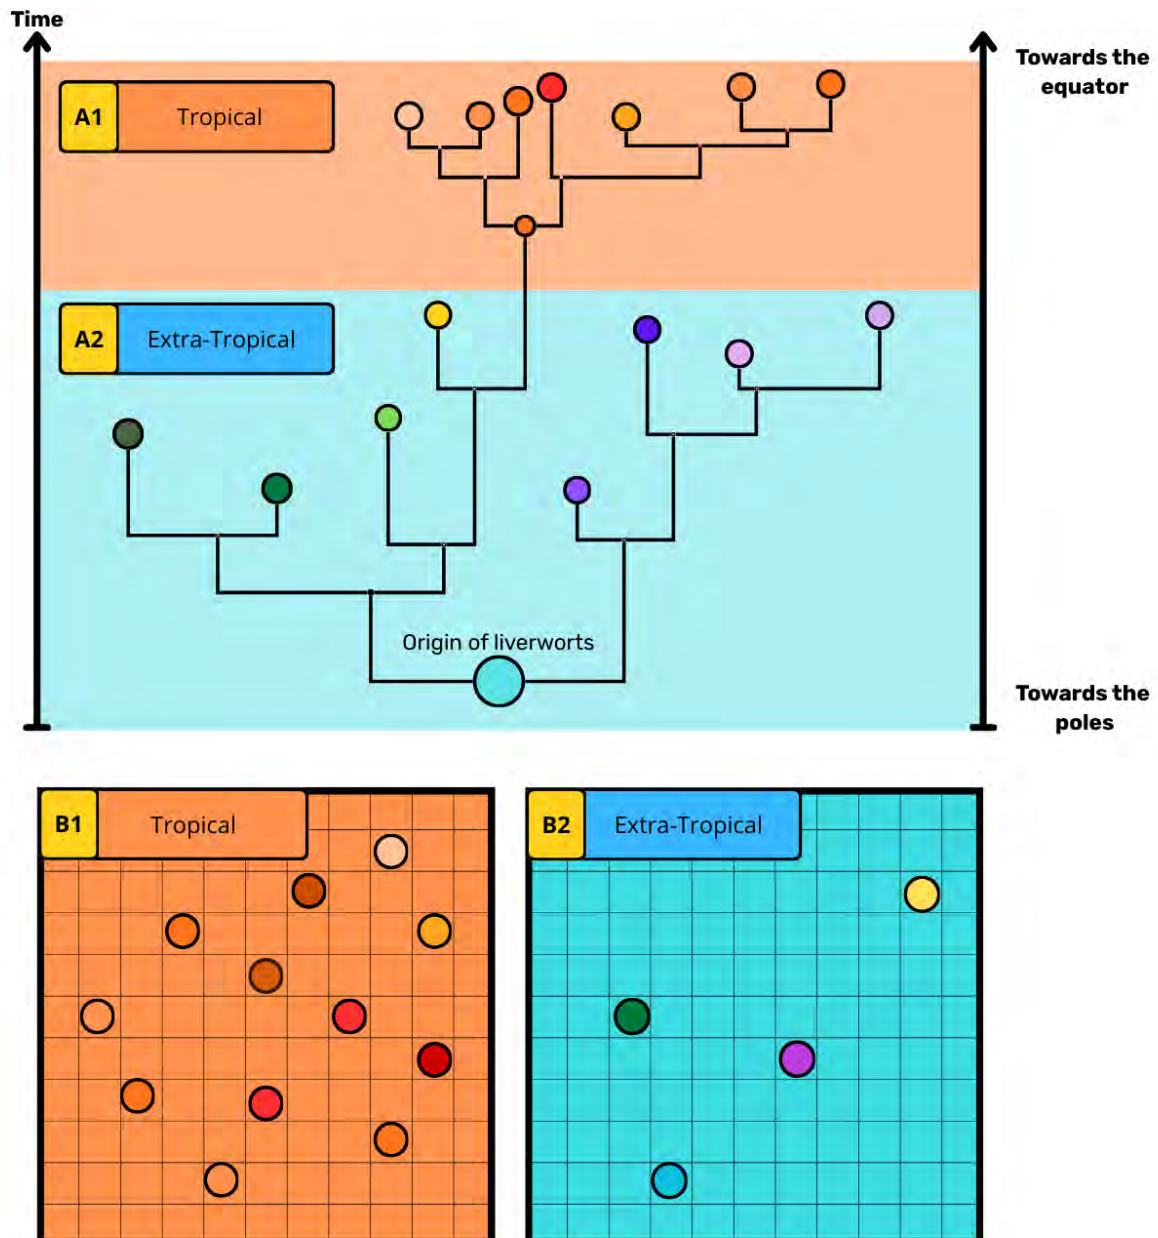 Time
Towards the
equator
A1
Tropical
A2
Extra-Tropical
Origin of liverworts
Towards the
poles
B1
Tropical
B2
Extra-Tropical